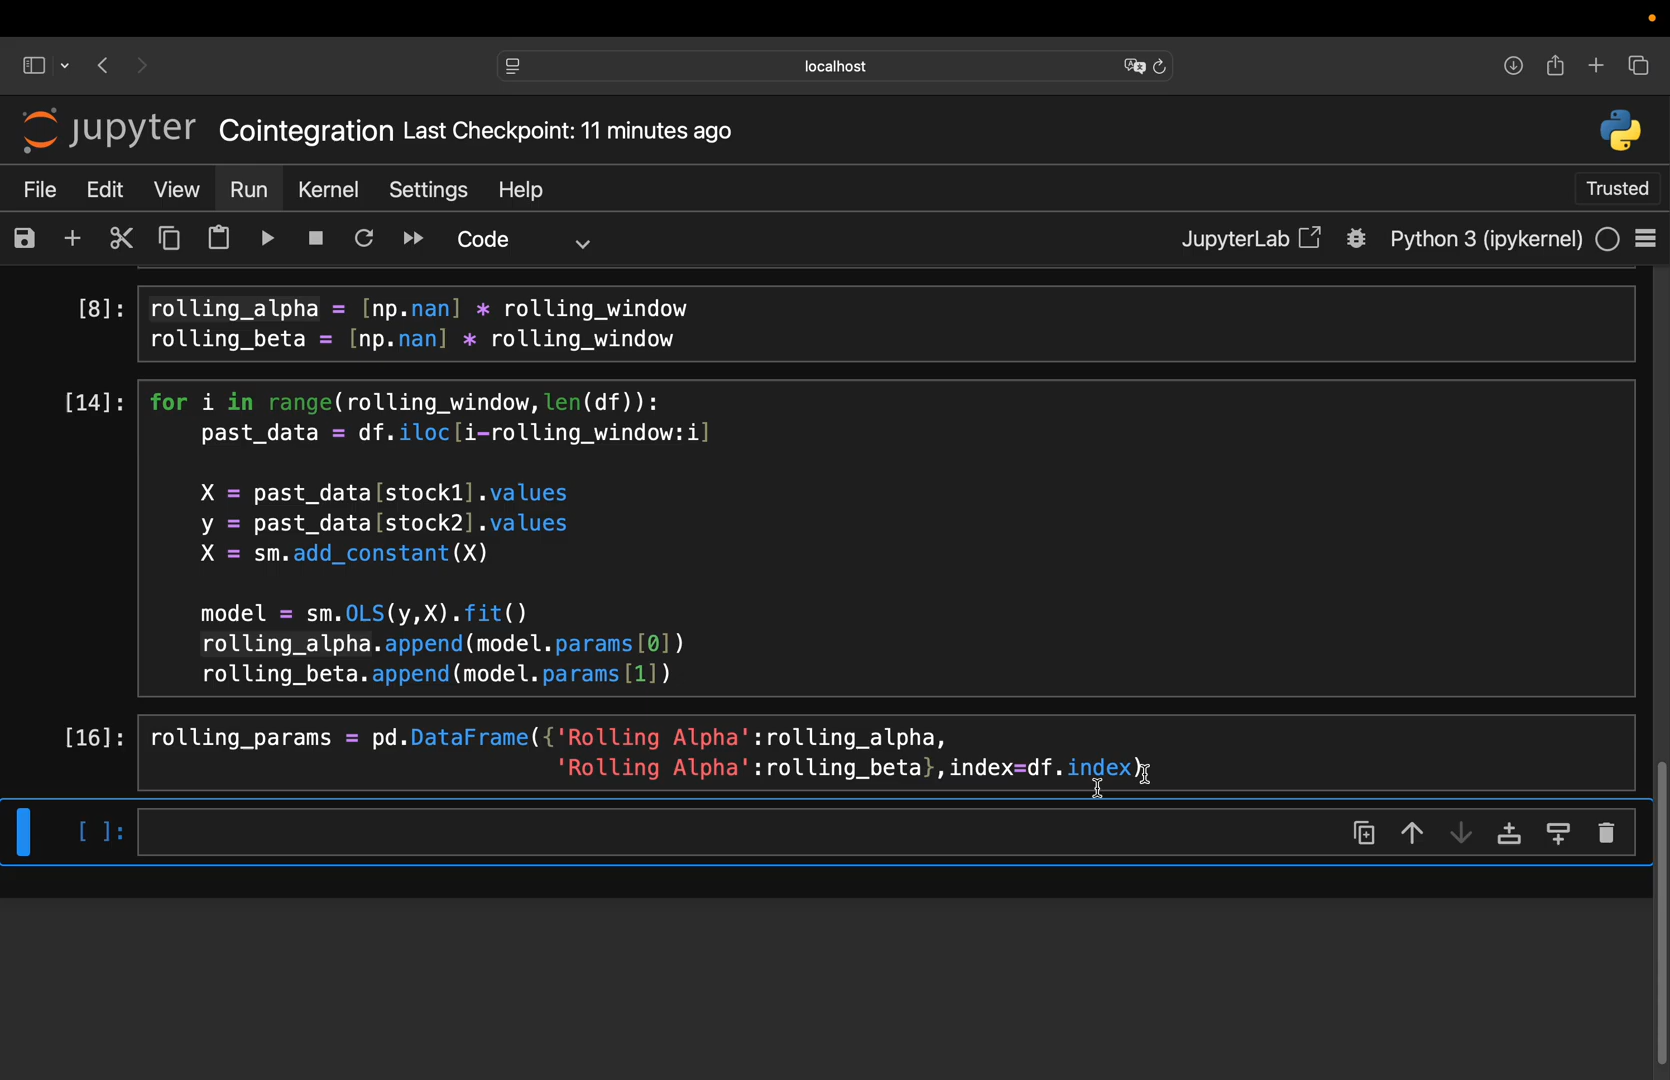 localhost
jupyter Cointegration Last Checkpoint: 11 minutes ago
File Edit View Run Kernel Settings Help Trusted
Code JupyterLab Python 3 (ipykernel)
[8]: rolling_alpha = [np.nan] * rolling_window
rolling_beta = [np.nan] * rolling_window
[14]: for i in range(rolling_window,len(df)):
    past_data = df.iloc[i-rolling_window:i]
    X = past_data[stock1].values
    y = past_data[stock2].values
    X = sm.add_constant(X)
    model = sm.OLS(y,X).fit()
    rolling_alpha.append(model.params[0])
    rolling_beta.append(model.params[1])
[16]: rolling_params = pd.DataFrame({'Rolling Alpha':rolling_alpha,
'Rolling Alpha':rolling_beta},index=df.index)
[ ]: